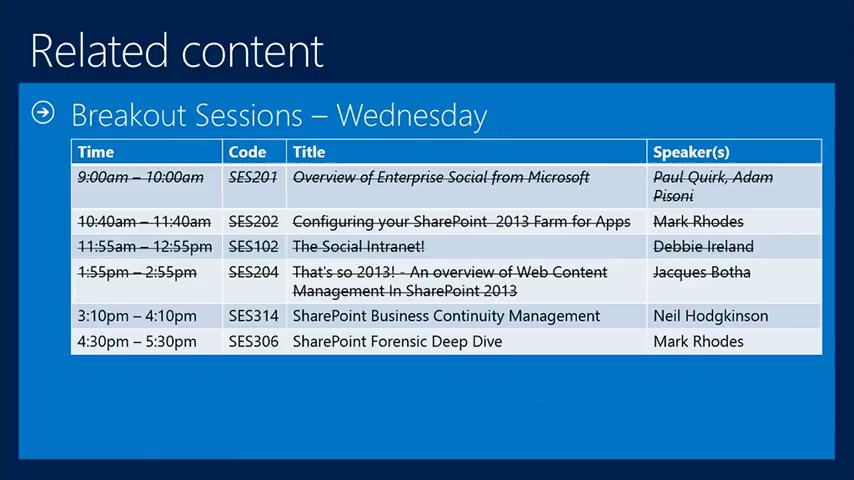 Related content
Breakout Sessions – Wednesday
Time Code Title Speaker(s)
9:00am – 10:00am SES201 Overview of Enterprise Social from Microsoft Paul Quirk, Adam
Pisoni
10:40am – 11:40am SES202 Configuring your SharePoint 2013 Farm for Apps Mark Rhodes
11:55am – 12:55pm SES102 The Social Intranet! Debbie Ireland
1:55pm – 2:55pm SES204 That's so 2013! - An overview of Web Content Jacques Botha
Management In SharePoint 2013
3:10pm – 4:10pm SES314 SharePoint Business Continuity Management Neil Hodgkinson
4:30pm – 5:30pm SES306 SharePoint Forensic Deep Dive Mark Rhodes